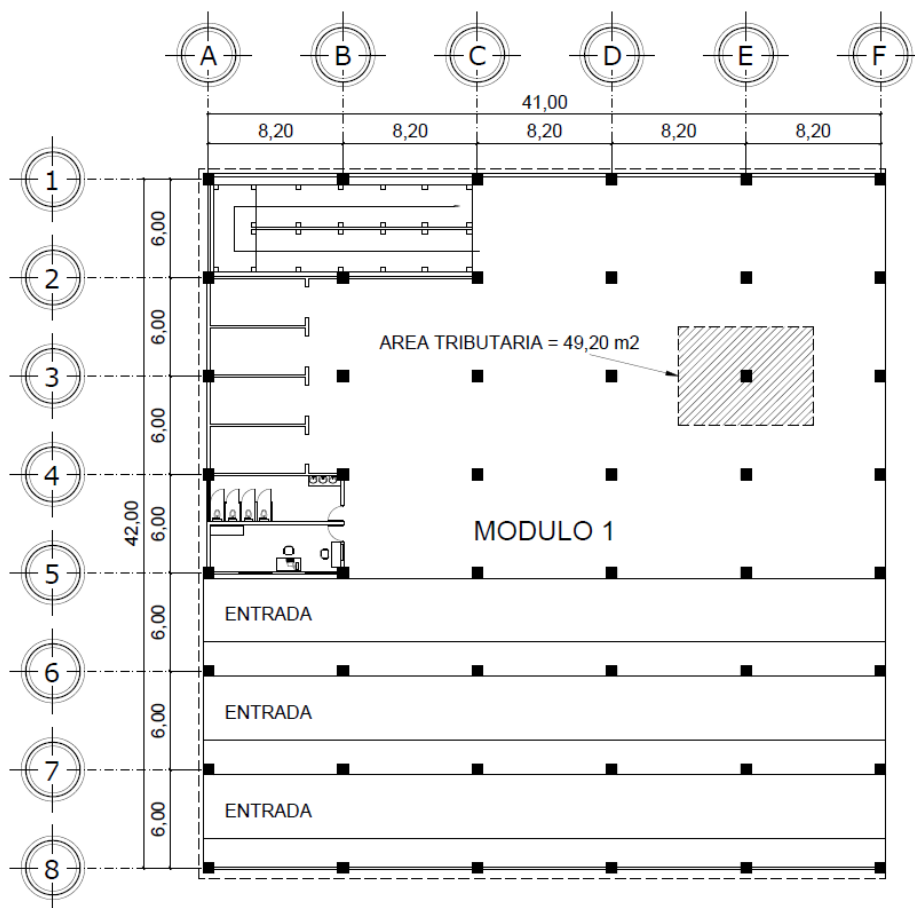 A B C D E F
41,00
8,20 8,20 8,20 8,20 8,20
1
6,00
2
6,00
AREA TRIBUTARIA = 49,20 m2
3
6,00
4
42,00
6,00
MODULO 1
5
6,00
ENTRADA
6
6,00
ENTRADA
7
6,00
ENTRADA
8